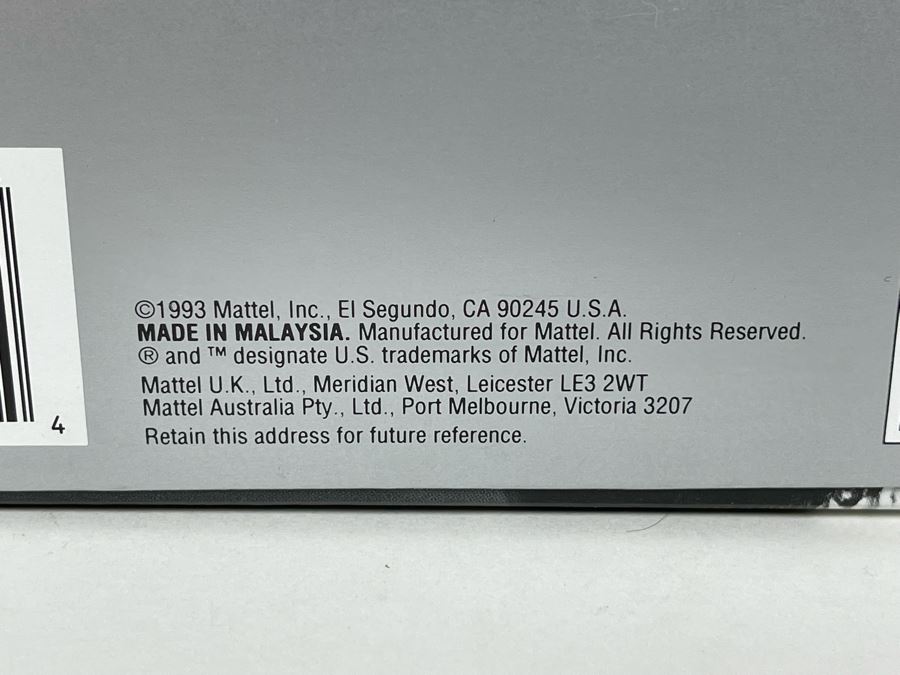 ©1993 Mattel, Inc., El Segundo, CA 90245 U.S.A.
MADE IN MALAYSIA. Manufactured for Mattel. All Rights Reserved.
® and ™ designate U.S. trademarks of Mattel, Inc.
Mattel U.K., Ltd., Meridian West, Leicester LE3 2WT
Mattel Australia Pty., Ltd., Port Melbourne, Victoria 3207
Retain this address for future reference.
4